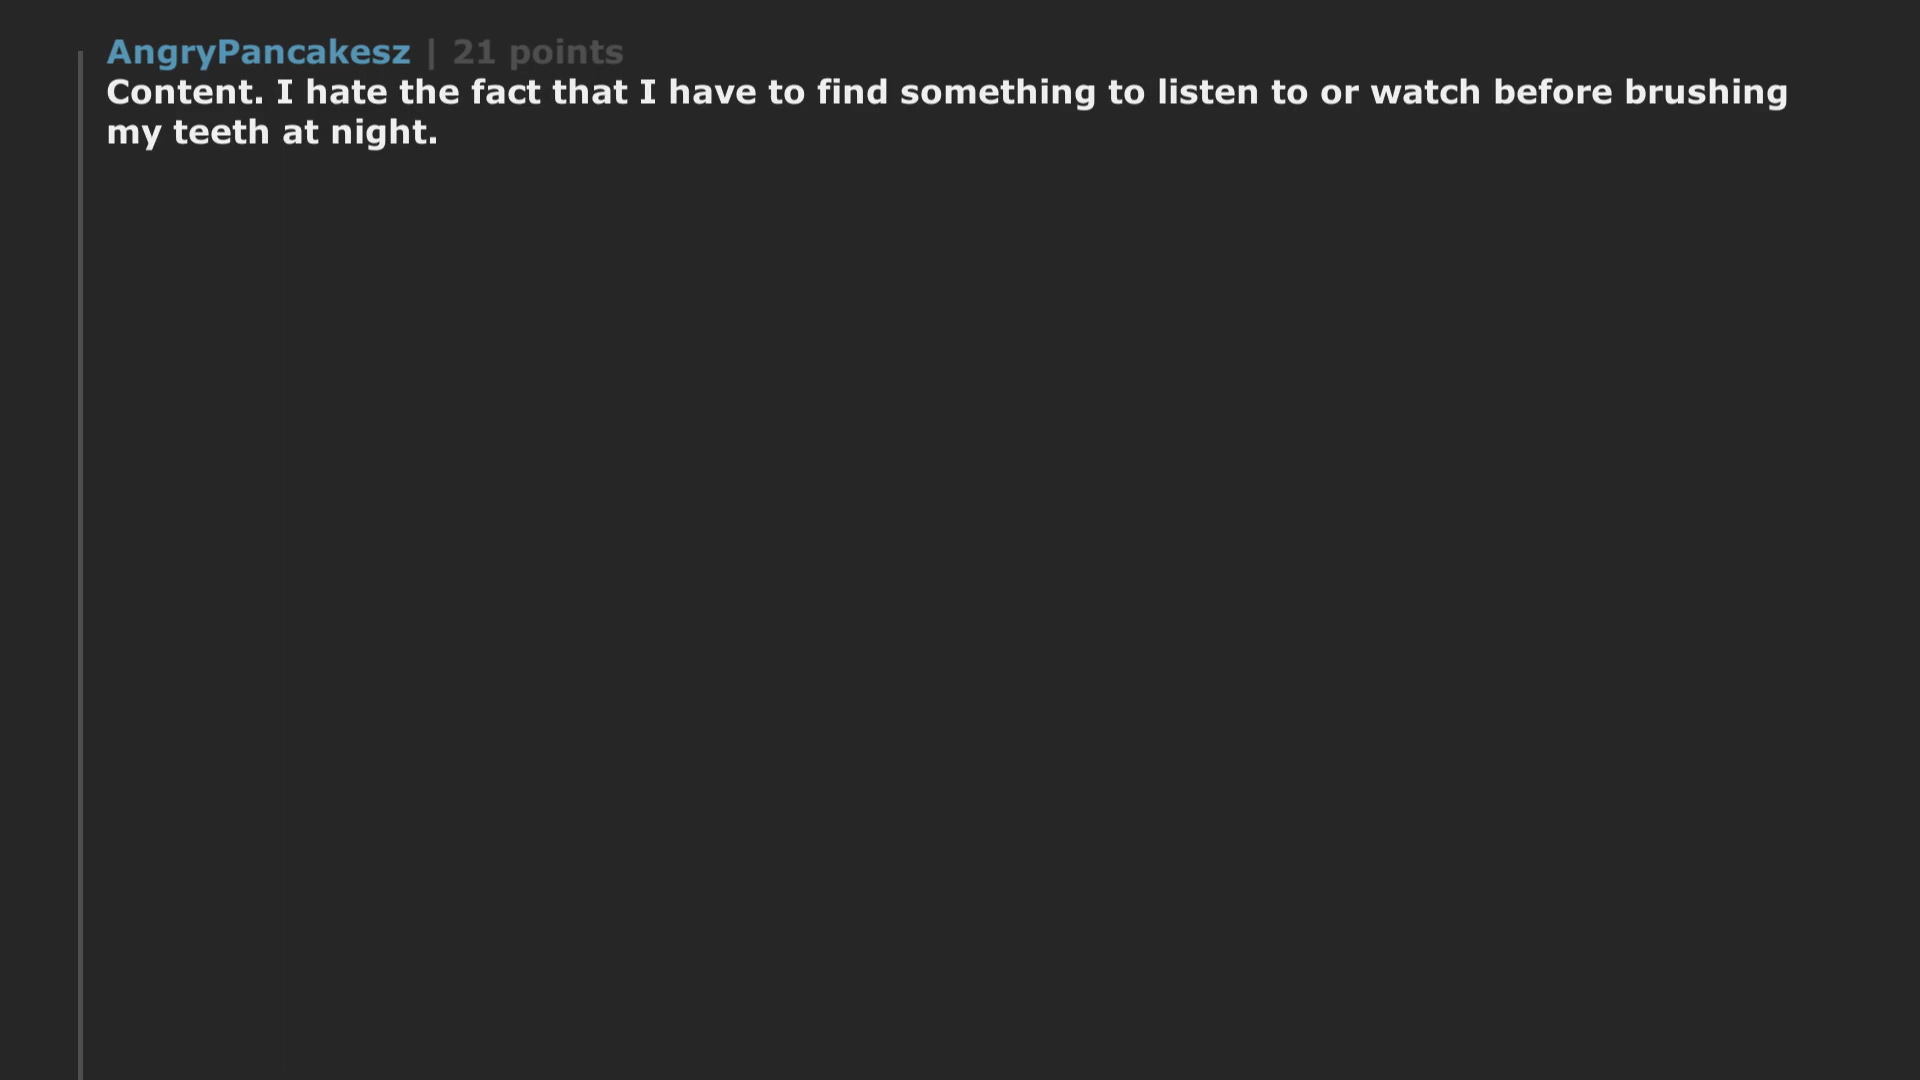 AngryPancakesz | 21 points
Content. I hate the fact that I have to find something to listen to or watch before brushing
my teeth at night.